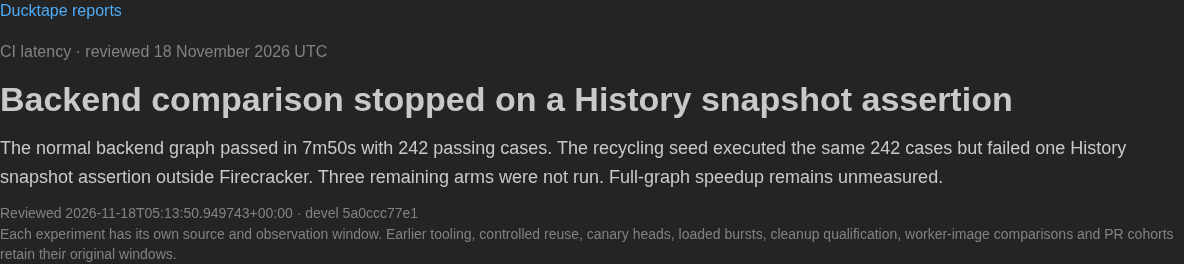 Ducktape reports
CI latency · reviewed 18 November 2026 UTC
Backend comparison stopped on a History snapshot assertion
The normal backend graph passed in 7m50s with 242 passing cases. The recycling seed executed the same 242 cases but failed one History
snapshot assertion outside Firecracker. Three remaining arms were not run. Full-graph speedup remains unmeasured.
Reviewed 2026-11-18T05:13:50.949743+00:00 · devel 5a0ccc77e1
Each experiment has its own source and observation window. Earlier tooling, controlled reuse, canary heads, loaded bursts, cleanup qualification, worker-image comparisons and PR cohorts
retain their original windows.